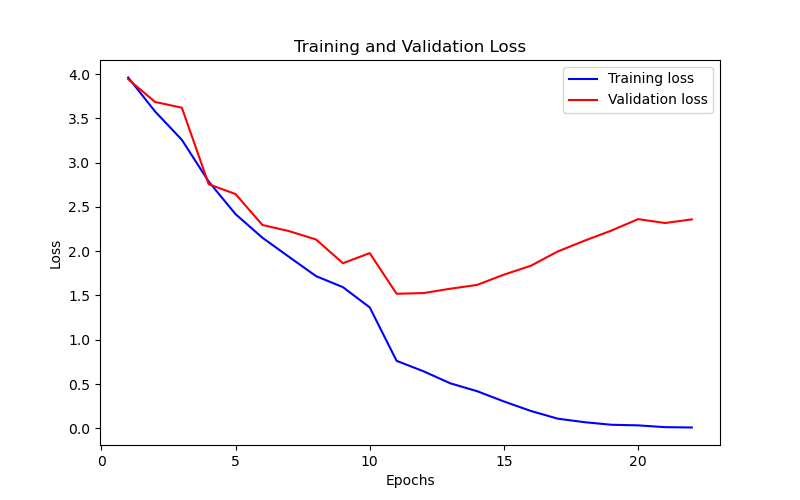 Training and Validation Loss
Training loss
Validation loss
4.0
3.5
3.0
2.5
2.0
1.5
1.0
0.5
0.0
Loss
0 5 10 15 20
Epochs